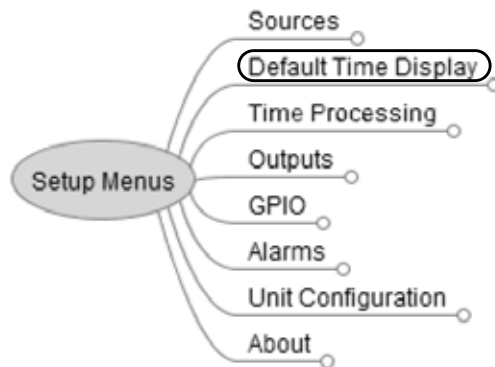 Sources
Default Time Display
Time Processing
Setup Menus
Outputs
GPIO
Alarms
Unit Configuration
About